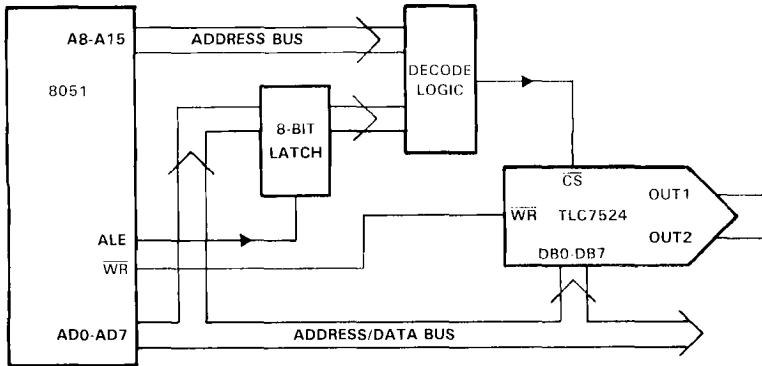 A8-A15
ADDRESS BUS
8051
DECODE
LOGIC
8-BIT
LATCH
CS
WR
TLC7524
OUT1
OUT2
DB0-DB7
ALE
WR
AD0-AD7
ADDRESS/DATA BUS